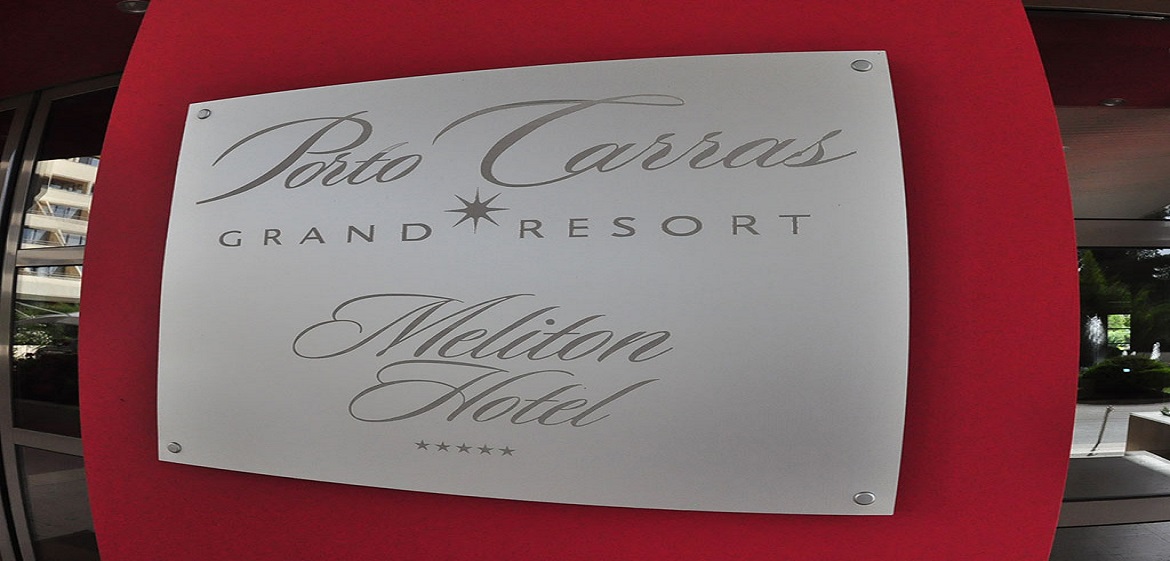 Porto Carras
GRAND RESORT
Meliton
Hotel